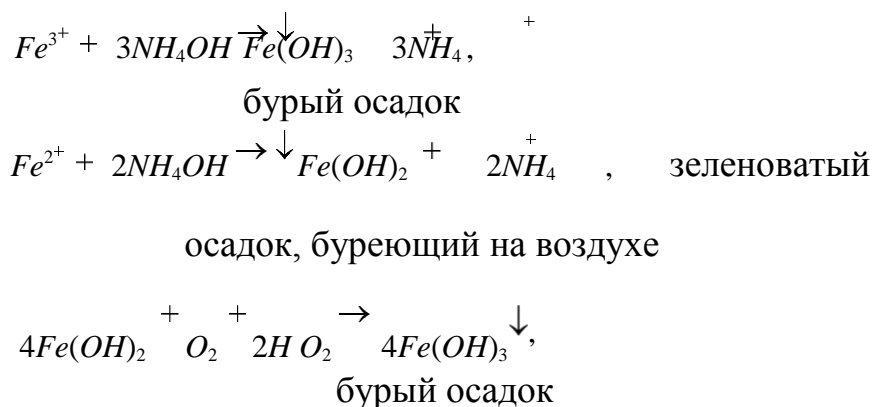 Fe³⁺ + 3NH₄OH → ↓Fe(OH)₃ + 3NH₄⁺,
бурый осадок
Fe²⁺ + 2NH₄OH → ↓ Fe(OH)₂ + 2NH₄⁺ , зеленоватый
осадок, буреющий на воздухе
4Fe(OH)₂ + O₂ + 2H O₂ → 4Fe(OH)₃ ↓,
бурый осадок